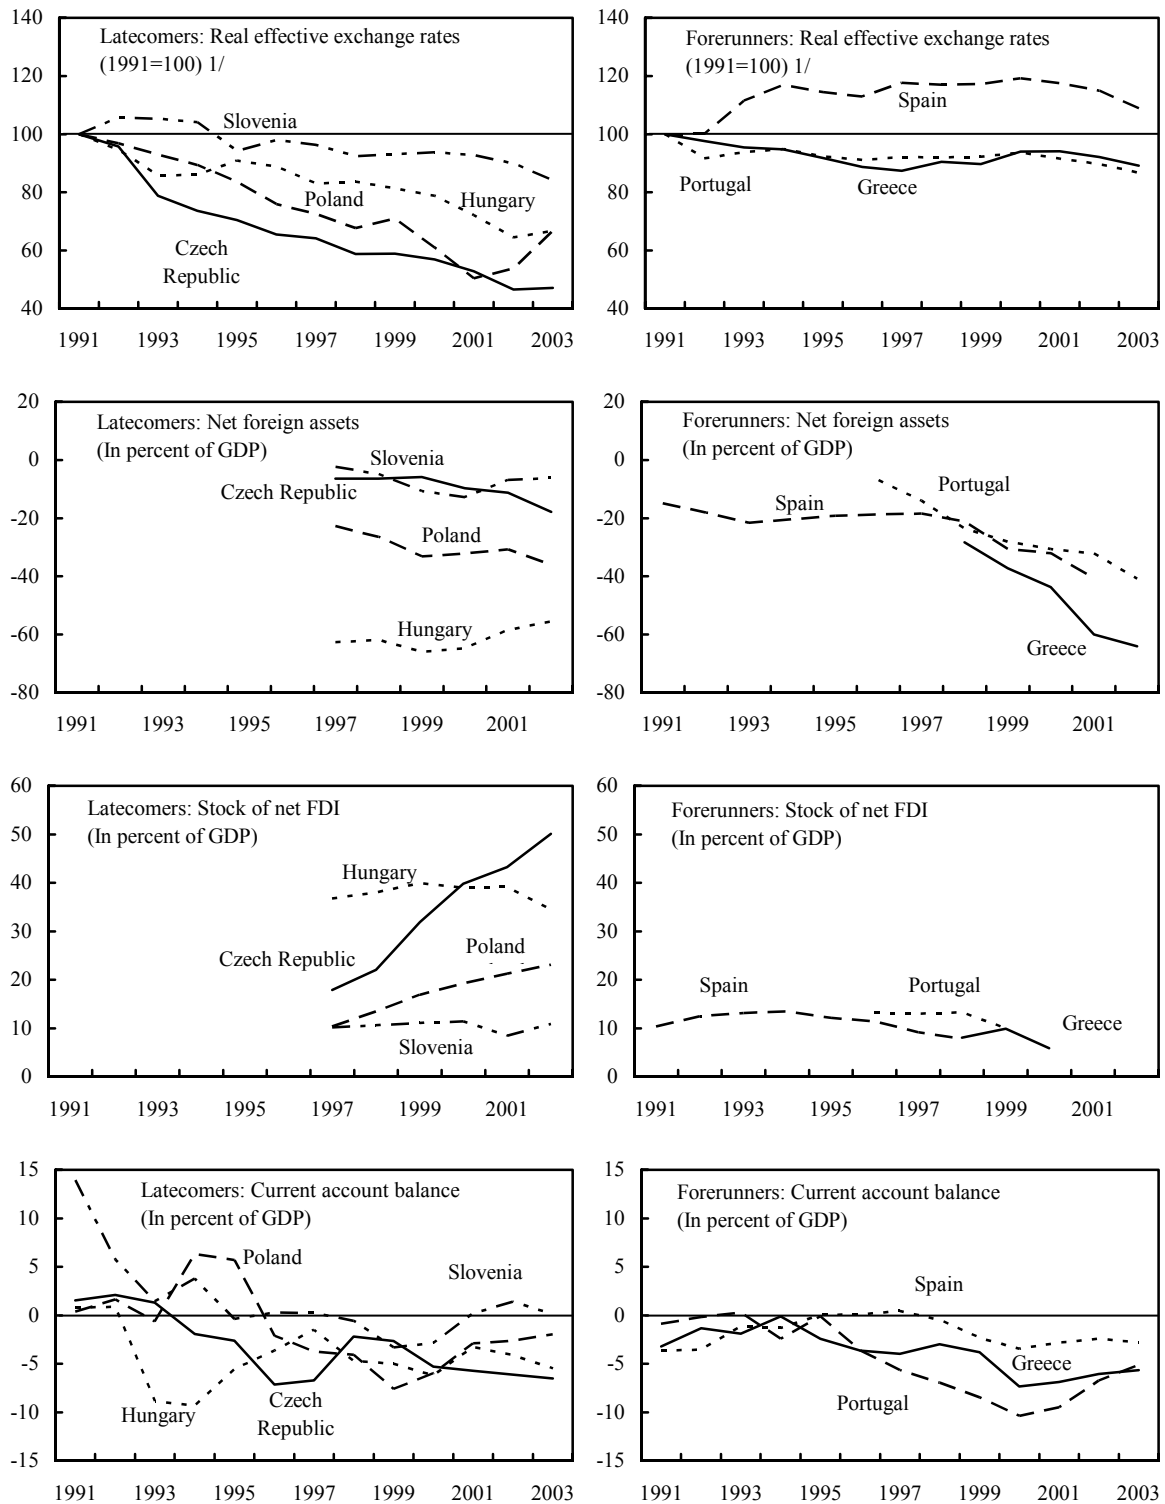 Latecomers: Real effective exchange rates
(1991=100) 1/
140
120
100
80
60
40
Slovenia
Poland
Hungary
Czech
Republic
1991 1993 1995 1997 1999 2001 2003
Forerunners: Real effective exchange rates
(1991=100) 1/
140
120
100
80
60
40
Spain
Portugal
Greece
1991 1993 1995 1997 1999 2001 2003
Latecomers: Net foreign assets
(In percent of GDP)
20
0
-20
-40
-60
-80
Slovenia
Czech Republic
Poland
Hungary
1991 1993 1995 1997 1999 2001
Forerunners: Net foreign assets
(In percent of GDP)
20
0
-20
-40
-60
-80
Portugal
Spain
Greece
1991 1993 1995 1997 1999 2001
Latecomers: Stock of net FDI
(In percent of GDP)
60
50
40
30
20
10
0
Hungary
Poland
Czech Republic
Slovenia
1991 1993 1995 1997 1999 2001
Forerunners: Stock of net FDI
(In percent of GDP)
60
50
40
30
20
10
0
Spain
Portugal
Greece
1991 1993 1995 1997 1999 2001
Latecomers: Current account balance
(In percent of GDP)
15
10
5
0
-5
-10
-15
Poland
Slovenia
Hungary
Czech
Republic
1991 1993 1995 1997 1999 2001 2003
Forerunners: Current account balance
(In percent of GDP)
15
10
5
0
-5
-10
-15
Spain
Greece
Portugal
1991 1993 1995 1997 1999 2001 2003